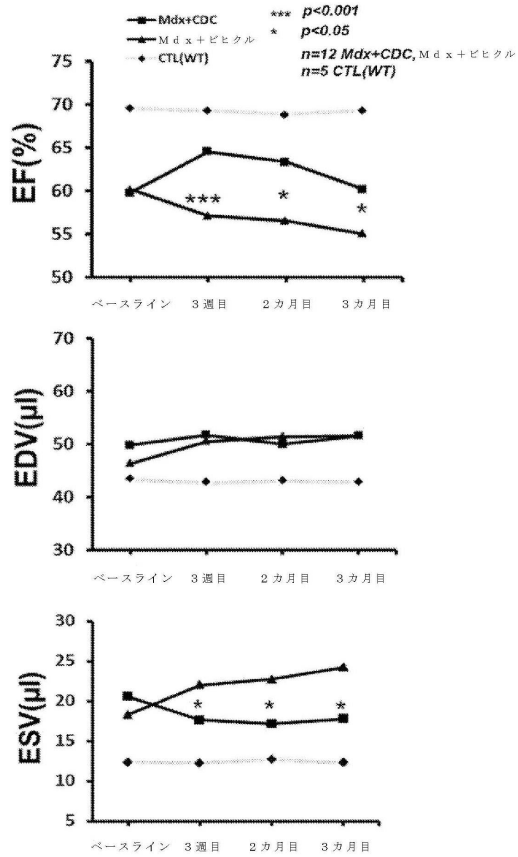 Mdx+CDC
Mdx+ビヒクル
CTL(WT)
*** p<0.001
* p<0.05
n=12 Mdx+CDC, Mdx+ビヒクル
n=5 CTL(WT)
EF(%)
75
70
65
60
55
50
***
*
*
ベースライン 3週目 2カ月目 3カ月目
EDV(µl)
70
60
50
40
30
ベースライン 3週目 2カ月目 3カ月目
ESV(µl)
30
25
20
15
10
5
* * *
ベースライン 3週目 2カ月目 3カ月目